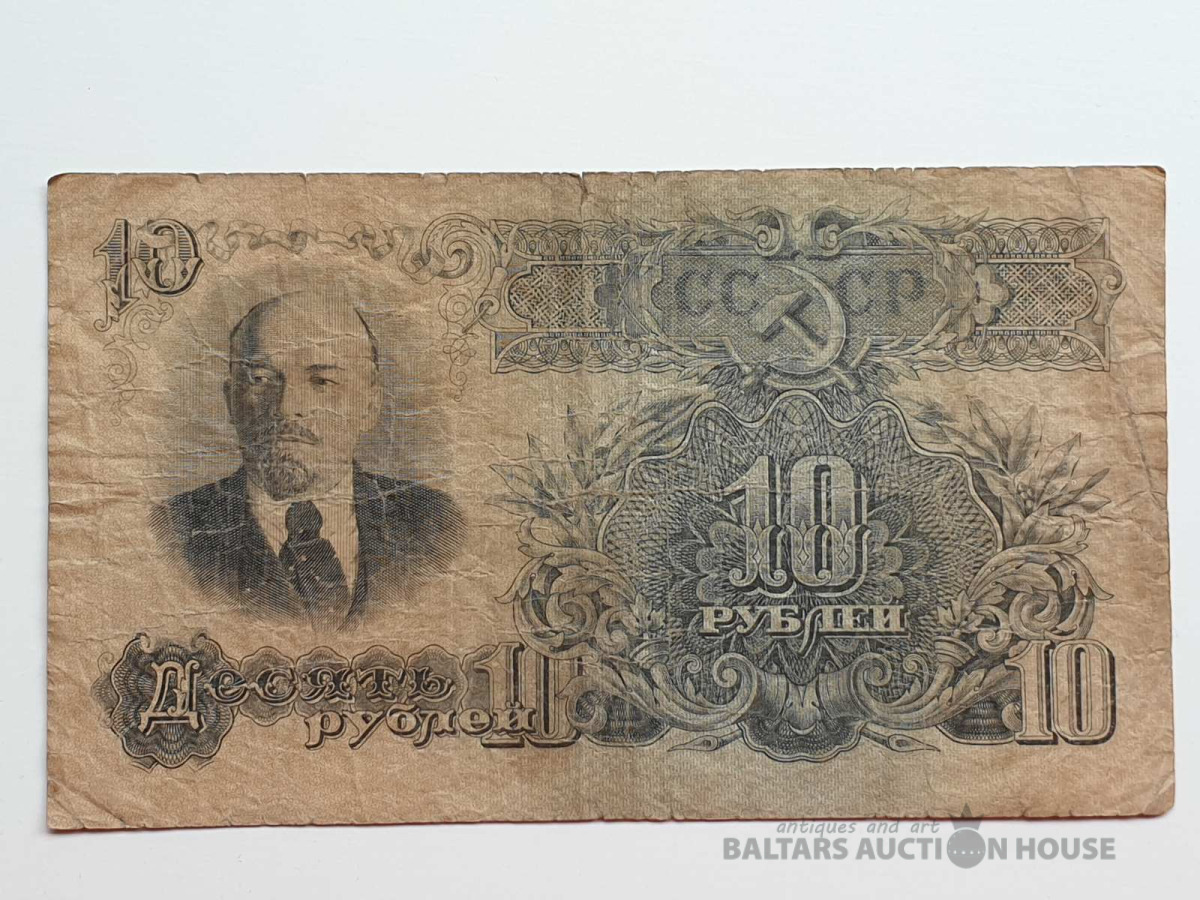 10
СССР
10
РУБЛЕЙ
Десять 10
рублей
10
antiques and art
BALTARS AUCTION HOUSE